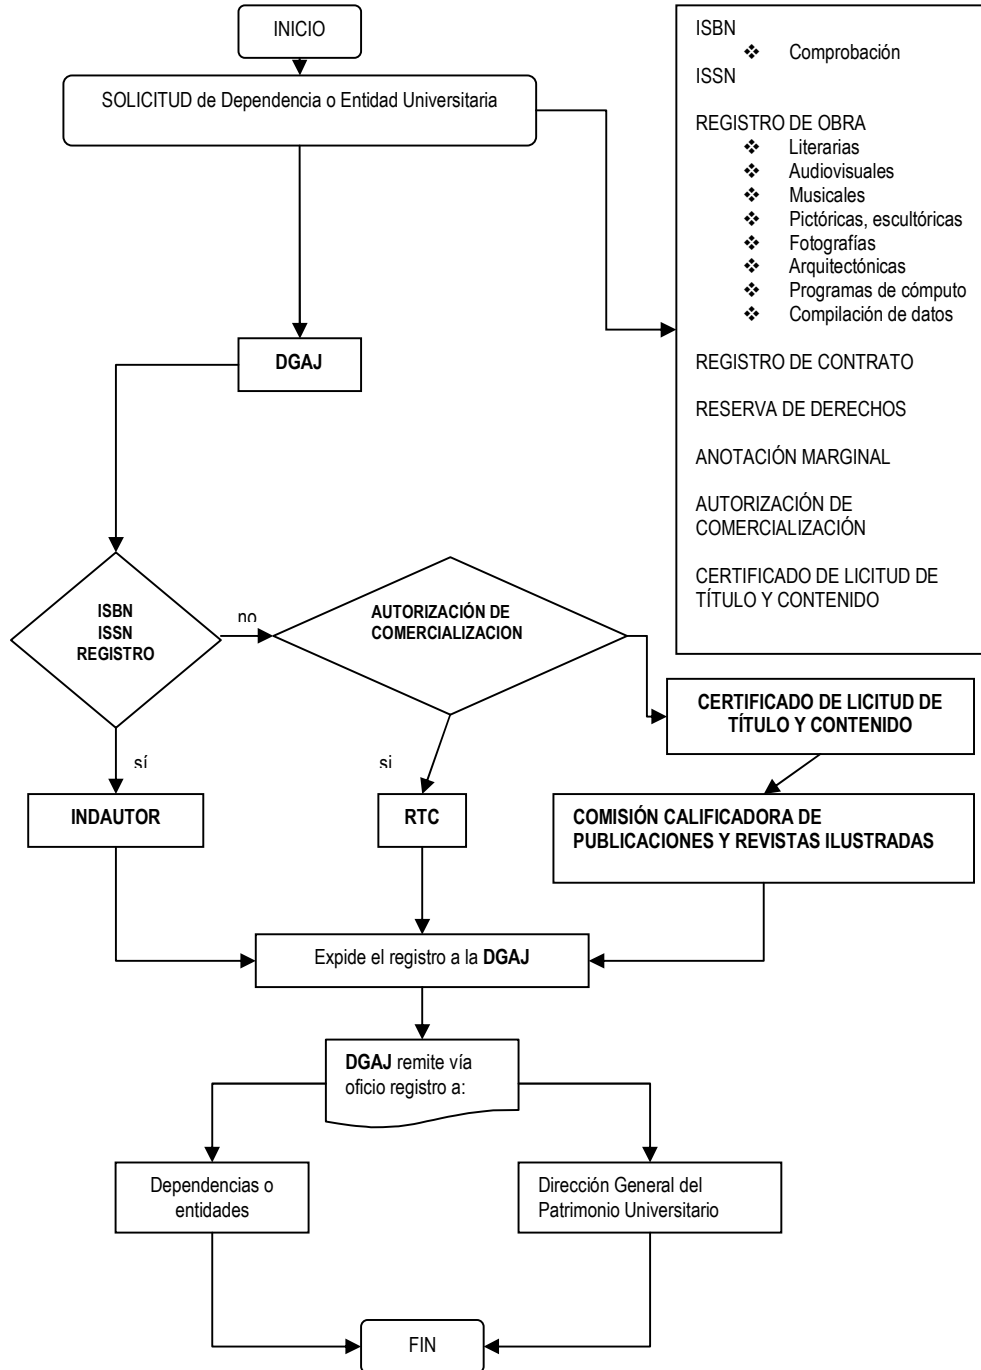 INICIO
SOLICITUD de Dependencia o Entidad Universitaria
ISBN
❖ Comprobación
ISSN
REGISTRO DE OBRA
❖ Literarias
❖ Audiovisuales
❖ Musicales
❖ Pictóricas, escultóricas
❖ Fotografías
❖ Arquitectónicas
❖ Programas de cómputo
❖ Compilación de datos
REGISTRO DE CONTRATO
RESERVA DE DERECHOS
ANOTACIÓN MARGINAL
AUTORIZACIÓN DE
COMERCIALIZACIÓN
CERTIFICADO DE LICITUD DE
TÍTULO Y CONTENIDO
DGAJ
ISBN
ISSN
REGISTRO
no
AUTORIZACIÓN DE
COMERCIALIZACION
CERTIFICADO DE LICITUD DE
TÍTULO Y CONTENIDO
sí
si
INDAUTOR
RTC
COMISIÓN CALIFICADORA DE
PUBLICACIONES Y REVISTAS ILUSTRADAS
Expide el registro a la DGAJ
DGAJ remite vía
oficio registro a:
Dependencias o
entidades
Dirección General del
Patrimonio Universitario
FIN